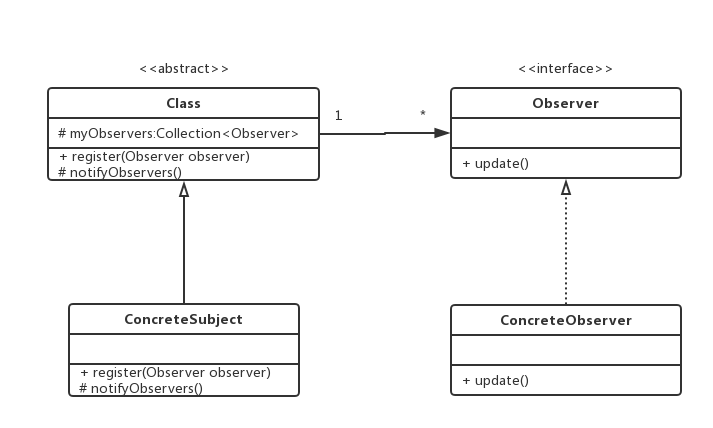 <<abstract>>
Class
# myObservers:Collection<Observer>
+ register(Observer observer)
# notifyObservers()
1
*
<<interface>>
Observer
+ update()
ConcreteSubject
+ register(Observer observer)
# notifyObservers()
ConcreteObserver
+ update()